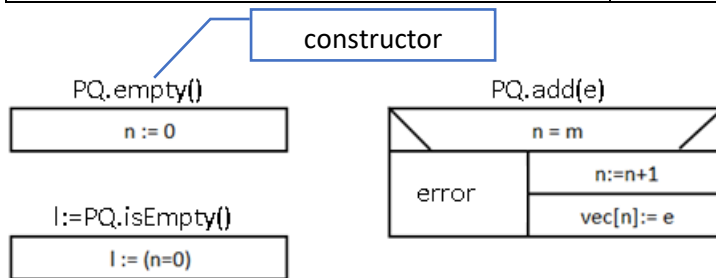 constructor
PQ.empty()
n := 0
l:=PQ.isEmpty()
l := (n=0)
PQ.add(e)
n = m
error
n:=n+1
vec[n]:= e